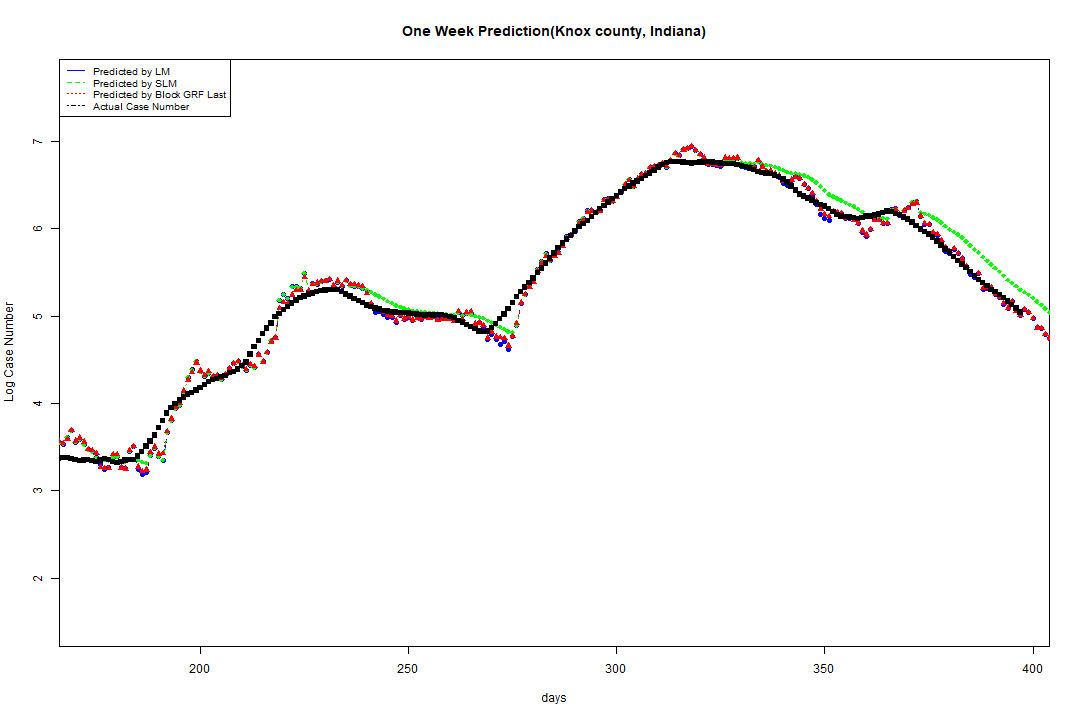 One Week Prediction(Knox county, Indiana)
Predicted by LM
Predicted by SLM
Predicted by Block GRF Last
Actual Case Number
7
6
5
4
3
2
Log Case Number
200 250 300 350 400
days